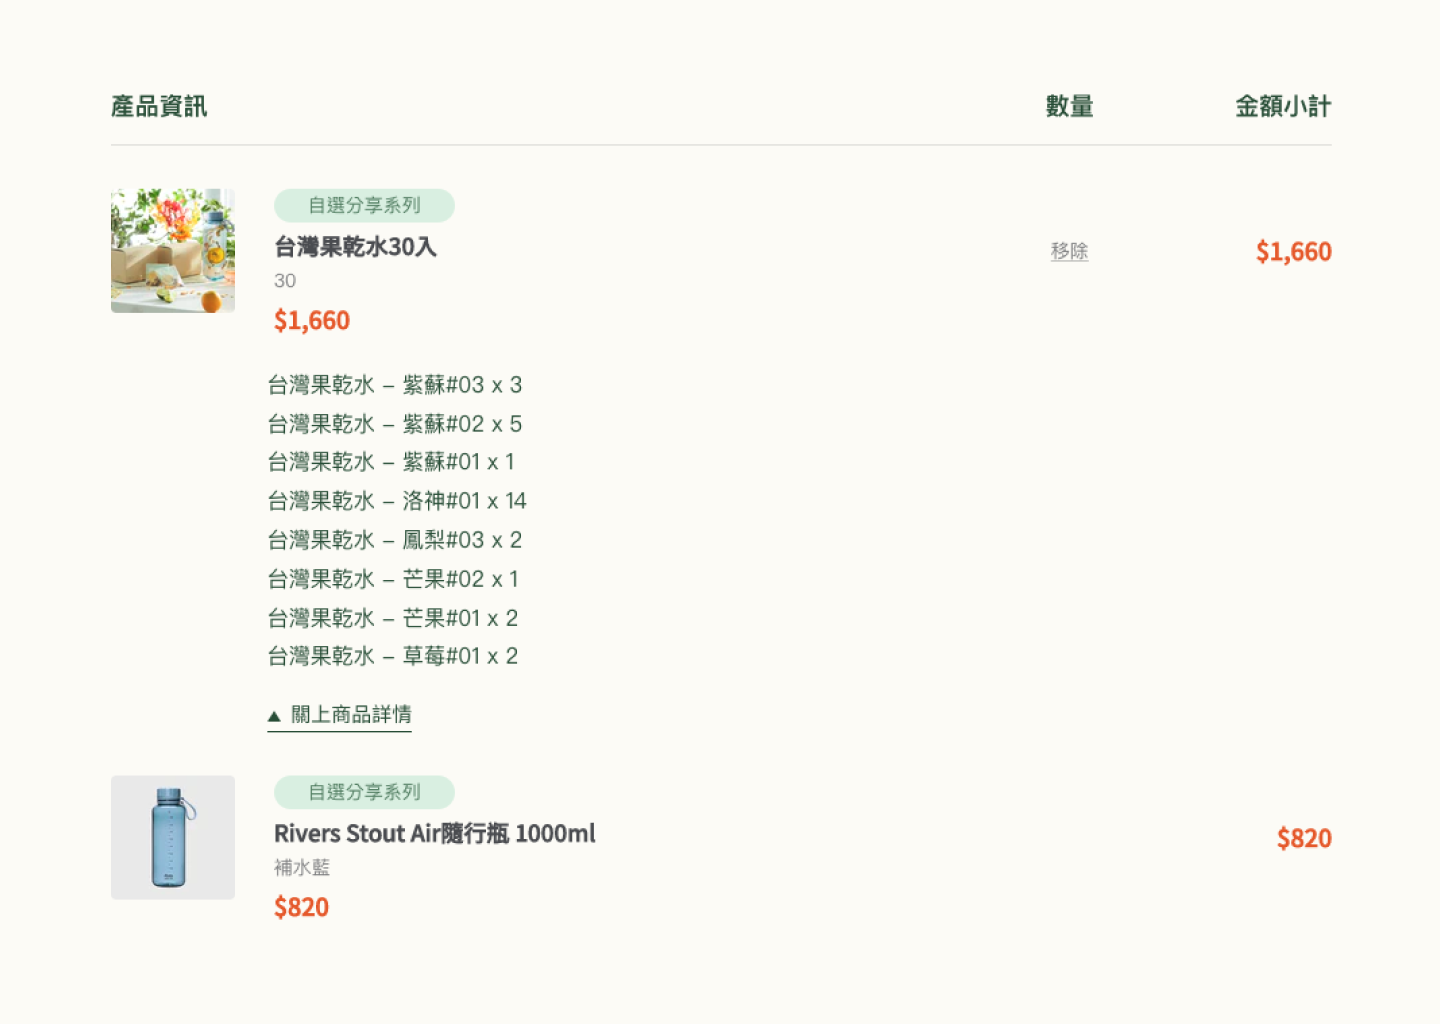 產品資訊 數量 金額小計
自選分享系列
台灣果乾水30入
30
$1,660
移除 $1,660
台灣果乾水 – 紫蘇#03 x 3
台灣果乾水 – 紫蘇#02 x 5
台灣果乾水 – 紫蘇#01 x 1
台灣果乾水 – 洛神#01 x 14
台灣果乾水 – 鳳梨#03 x 2
台灣果乾水 – 芒果#02 x 1
台灣果乾水 – 芒果#01 x 2
台灣果乾水 – 草莓#01 x 2
▲ 關上商品詳情
自選分享系列
Rivers Stout Air隨行瓶 1000ml
補水藍
$820
$820